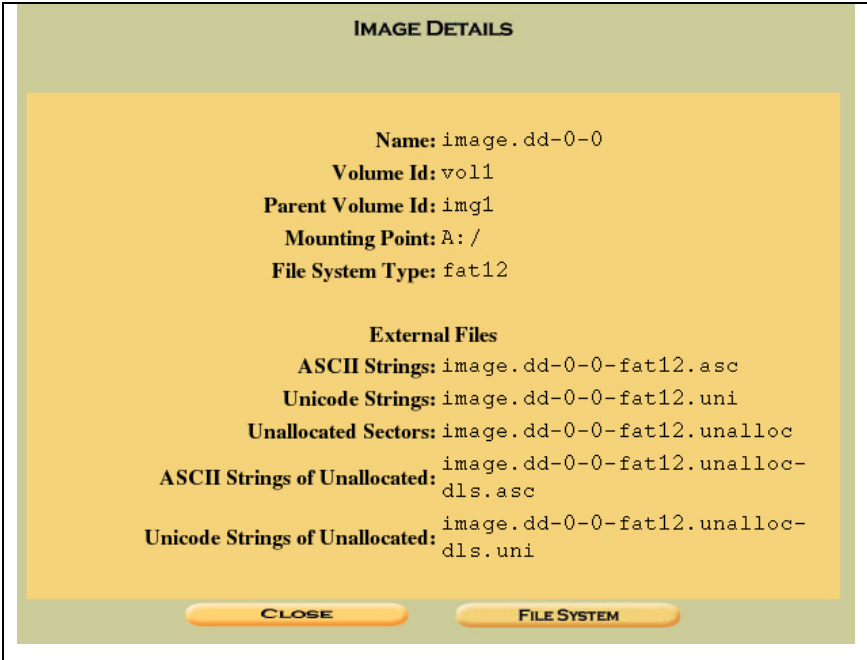 IMAGE DETAILS
Name: image.dd-0-0
Volume Id: vol1
Parent Volume Id: img1
Mounting Point: A:/
File System Type: fat12
External Files
ASCII Strings: image.dd-0-0-fat12.asc
Unicode Strings: image.dd-0-0-fat12.uni
Unallocated Sectors: image.dd-0-0-fat12.unalloc
ASCII Strings of Unallocated: image.dd-0-0-fat12.unalloc-
dls.asc
Unicode Strings of Unallocated: image.dd-0-0-fat12.unalloc-
dls.uni
CLOSE FILE SYSTEM